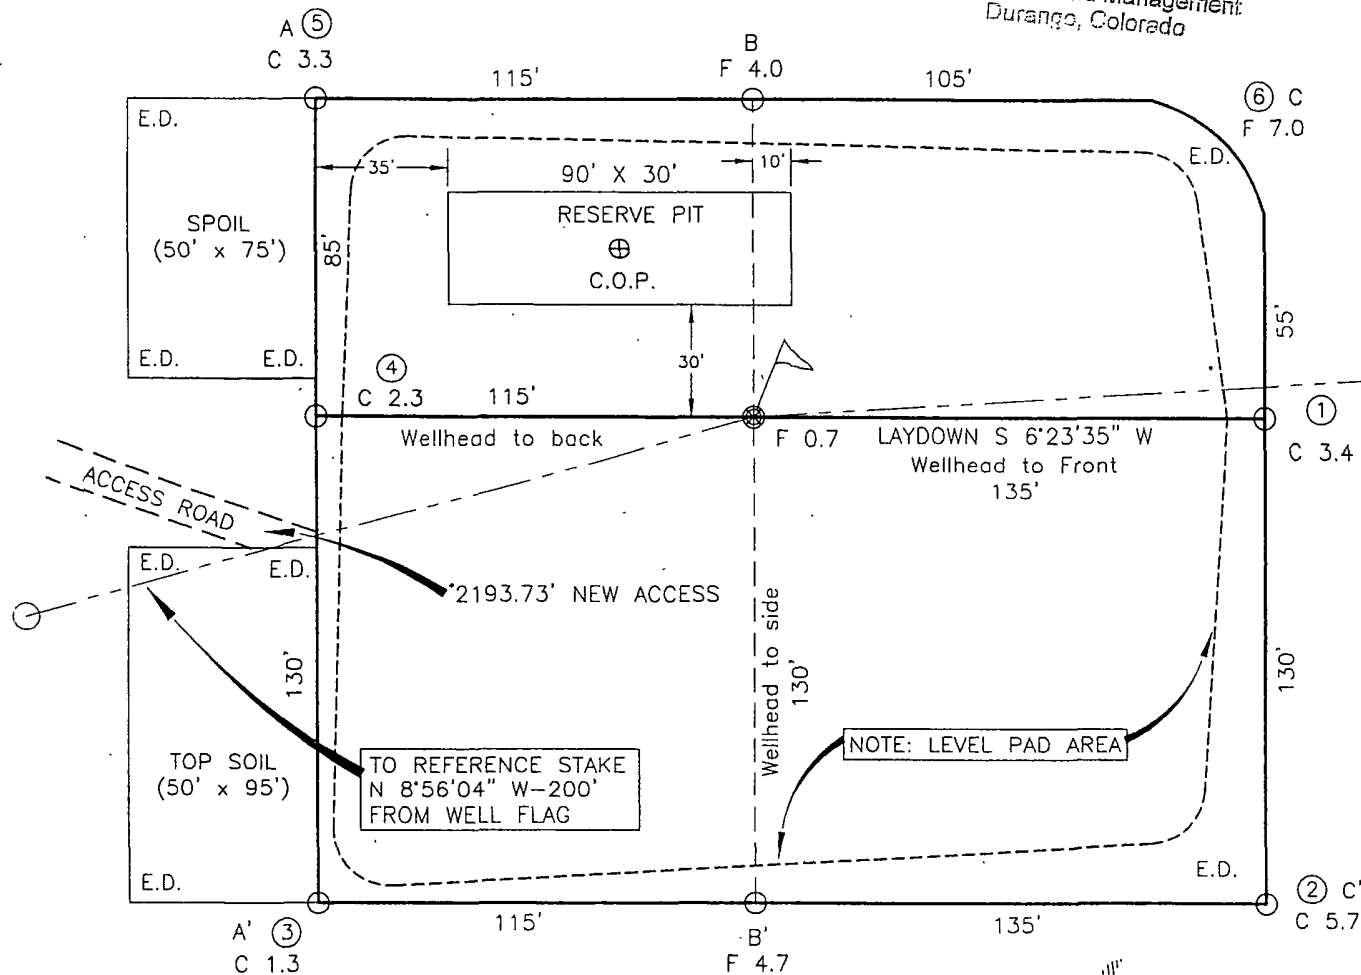 Management
Durango, Colorado
A ⑤
C 3.3
115'
B
F 4.0
105'
⑥ C
F 7.0
E.D.
E.D.
35'
90' X 30'
10'
RESERVE PIT
C.O.P.
SPOIL
(50' x 75')
85'
55'
E.D.
E.D.
④
C 2.3
115'
30'
Wellhead to back
F 0.7
LAYDOWN S 6°23'35" W
Wellhead to Front
135'
①
C 3.4
ACCESS ROAD
E.D.
E.D.
2193.73' NEW ACCESS
130'
Wellhead to side
130'
130'
NOTE: LEVEL PAD AREA
TOP SOIL
(50' x 95')
TO REFERENCE STAKE
N 8°56'04" W-200'
FROM WELL FLAG
E.D.
E.D.
A' ③
C 1.3
115'
B'
F 4.7
135'
② C'
C 5.7